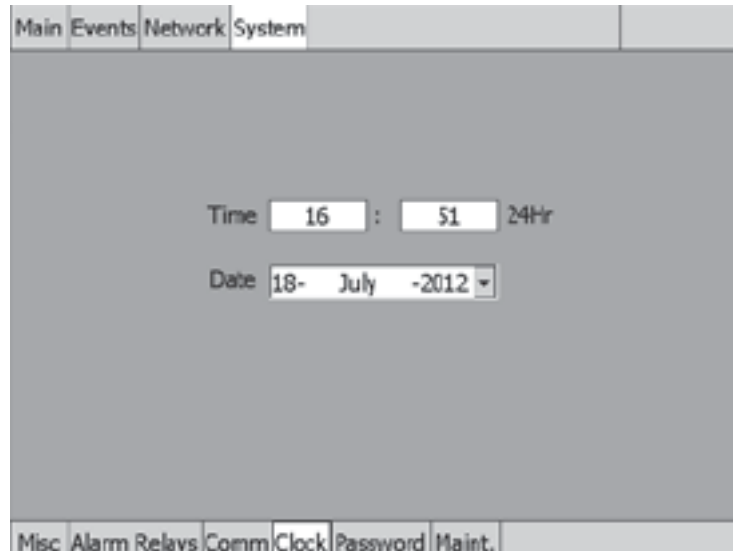 Main Events Network System
Time 16 : 51 24Hr
Date 18- July -2012
Misc Alarm Relays Comm Clock Password Maint.